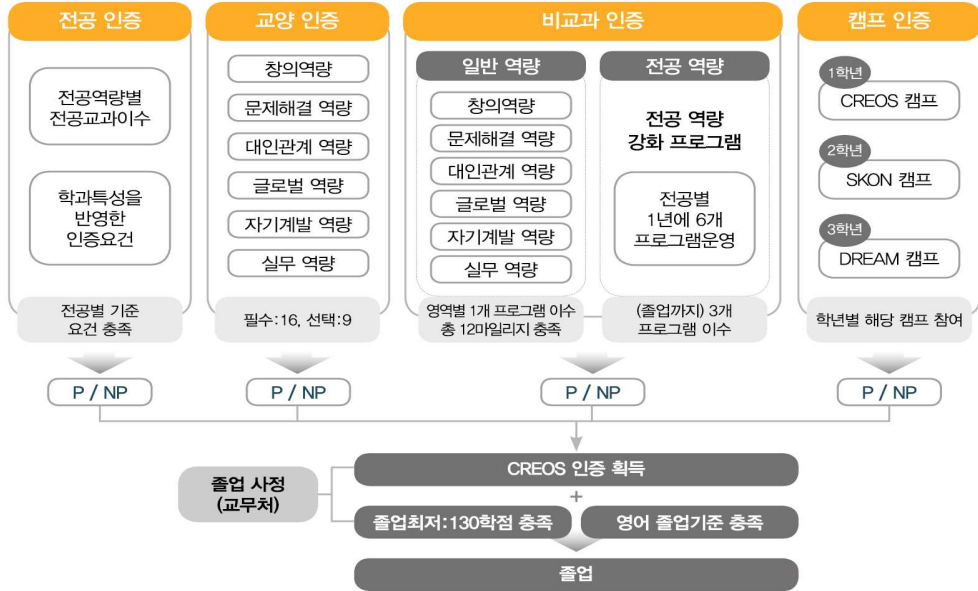 전공 인증
전공역량별
전공교과이수
학과특성을
반영한
인증요건
전공별 기준
요건 충족
P / NP
교양 인증
창의역량
문제해결 역량
대인관계 역량
글로벌 역량
자기계발 역량
실무 역량
필수:16, 선택:9
P / NP
비교과 인증
일반 역량
창의역량
문제해결 역량
대인관계 역량
글로벌 역량
자기계발 역량
실무 역량
영역별 1개 프로그램 이수
총 12마일리지 충족
전공 역량
전공 역량
강화 프로그램
전공별
1년에 6개
프로그램운영
(졸업까지) 3개
프로그램 이수
P / NP
캠프 인증
1학년
CREOS 캠프
2학년
SKON 캠프
3학년
DREAM 캠프
학년별 해당 캠프 참여
P / NP
졸업 사정
(교무처)
CREOS 인증 획득
+
졸업최저:130학점 충족
영어 졸업기준 충족
졸업